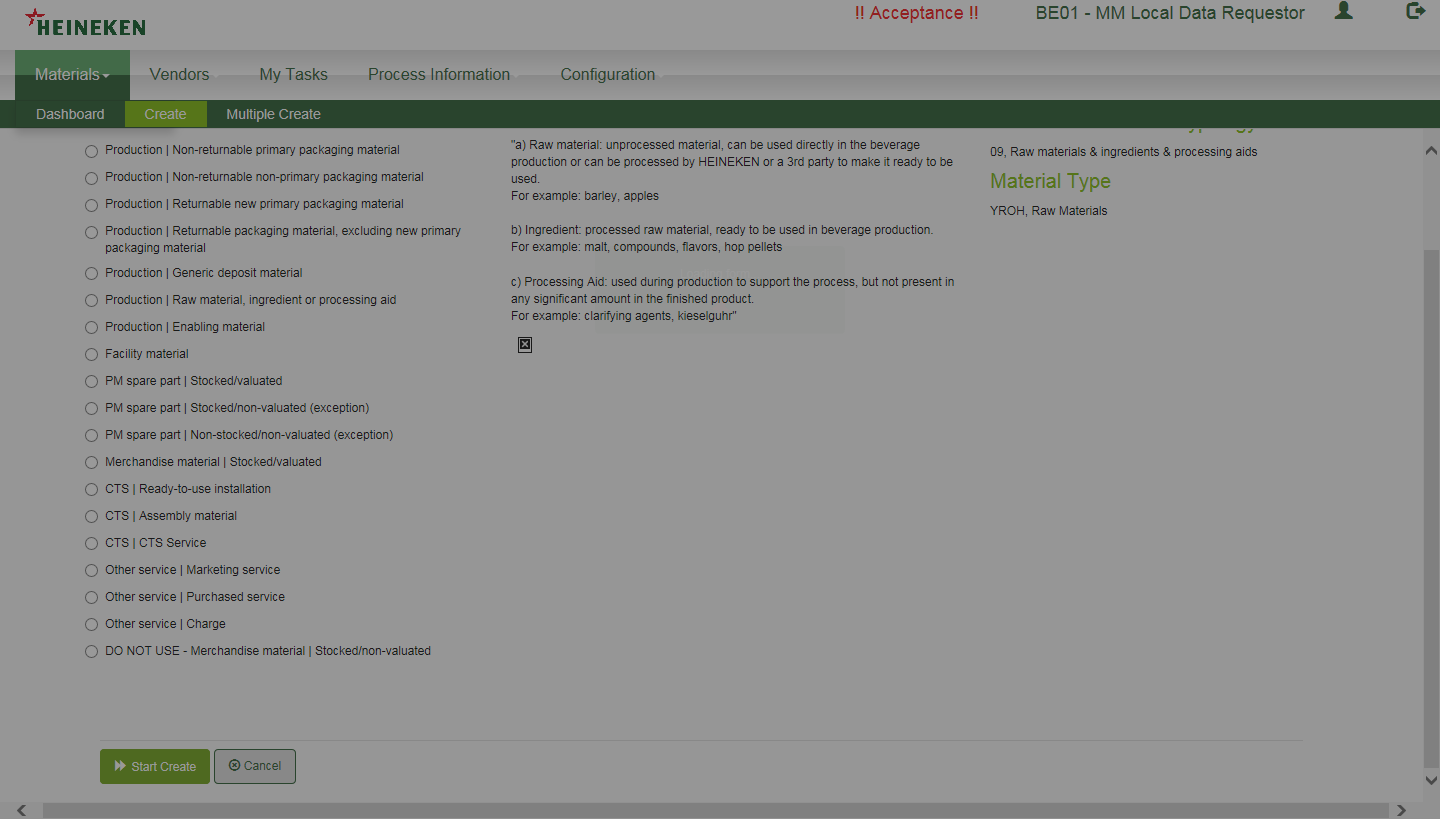 HEINEKEN
!! Acceptance !!
BE01 - MM Local Data Requestor
Materials
Vendors
My Tasks
Process Information
Configuration
Dashboard
Create
Multiple Create
Production | Non-returnable primary packaging material
Production | Non-returnable non-primary packaging material
Production | Returnable new primary packaging material
Production | Returnable packaging material, excluding new primary
packaging material
Production | Generic deposit material
Production | Raw material, ingredient or processing aid
Production | Enabling material
Facility material
PM spare part | Stocked/valuated
PM spare part | Stocked/non-valuated (exception)
PM spare part | Non-stocked/non-valuated (exception)
Merchandise material | Stocked/valuated
CTS | Ready-to-use installation
CTS | Assembly material
CTS | CTS Service
Other service | Marketing service
Other service | Purchased service
Other service | Charge
DO NOT USE - Merchandise material | Stocked/non-valuated
"a) Raw material: unprocessed material, can be used directly in the beverage
production or can be processed by HEINEKEN or a 3rd party to make it ready to be
used.
For example: barley, apples
b) Ingredient: processed raw material, ready to be used in beverage production.
For example: malt, compounds, flavors, hop pellets
c) Processing Aid: used during production to support the process, but not present in
any significant amount in the finished product.
For example: clarifying agents, kieselguhr"
09, Raw materials & ingredients & processing aids
Material Type
YROH, Raw Materials
Start Create
Cancel